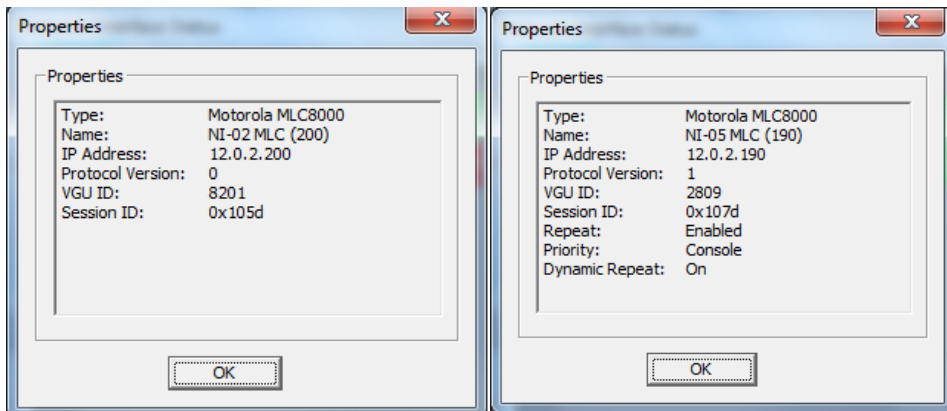 Properties
Properties
Type: Motorola MLC8000
Name: NI-02 MLC (200)
IP Address: 12.0.2.200
Protocol Version: 0
VGU ID: 8201
Session ID: 0x105d
OK
Properties
Properties
Type: Motorola MLC8000
Name: NI-05 MLC (190)
IP Address: 12.0.2.190
Protocol Version: 1
VGU ID: 2809
Session ID: 0x107d
Repeat: Enabled
Priority: Console
Dynamic Repeat: On
OK